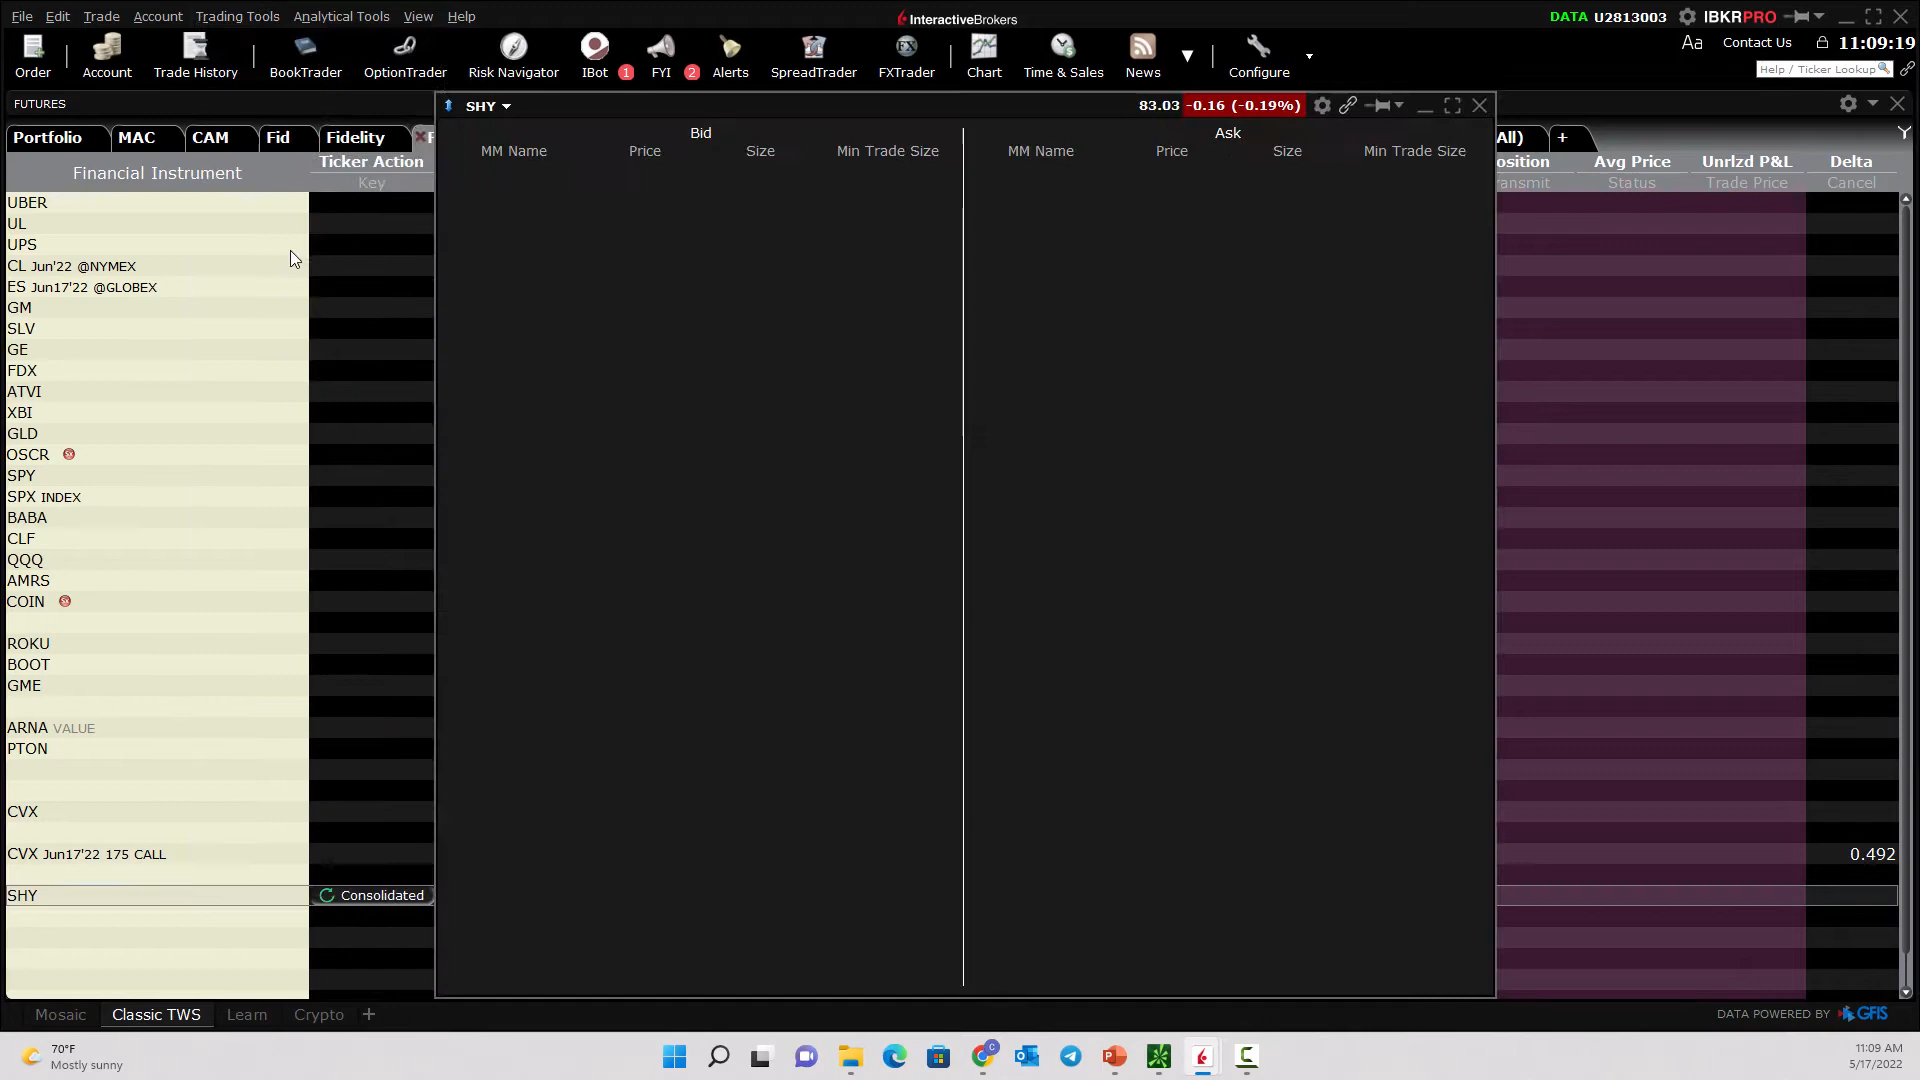 File Edit Trade Account Trading Tools Analytical Tools View Help
InteractiveBrokers
DATA U2813003 IBKRPRO
Order Account Trade History BookTrader OptionTrader Risk Navigator IBot 1 FYI 2 Alerts SpreadTrader FXTrader Chart Time & Sales News Configure
Aa Contact Us 11:09:19
Help / Ticker Lookup
FUTURES
SHY 83.03 -0.16 (-0.19%)
Portfolio MAC CAM Fid Fidelity All) +
Bid Ask
MM Name Price Size Min Trade Size MM Name Price Size Min Trade Size
Financial Instrument Ticker Action osition Avg Price Unrlzd P&L Delta
Key ransmit Status Trade Price Cancel
UBER
UL
UPS
CL Jun'22 @NYMEX
ES Jun17'22 @GLOBEX
GM
SLV
GE
FDX
ATVI
XBI
GLD
OSCR
SPY
SPX INDEX
BABA
CLF
QQQ
AMRS
COIN
ROKU
BOOT
GME
ARNA VALUE
PTON
CVX
CVX Jun17'22 175 CALL 0.492
SHY Consolidated
Mosaic Classic TWS Learn Crypto +
DATA POWERED BY GFIS
70°F
Mostly sunny
11:09 AM
5/17/2022